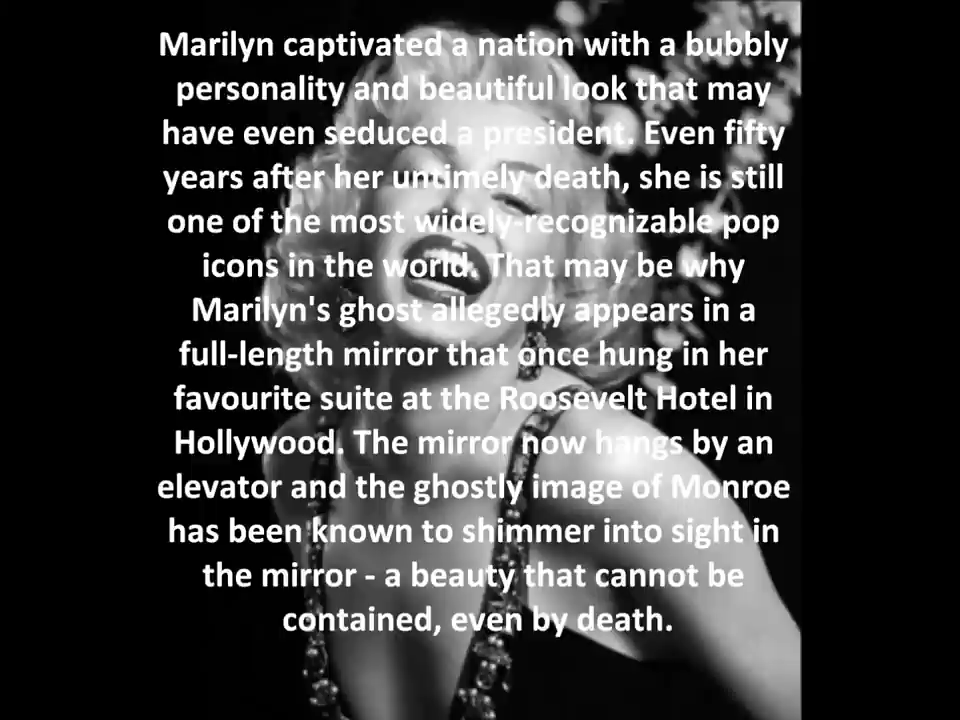 Marilyn captivated a nation with a bubbly
personality and beautiful look that may
have even seduced a president. Even fifty
years after her untimely death, she is still
one of the most widely-recognizable pop
icons in the world. That may be why
Marilyn's ghost allegedly appears in a
full-length mirror that once hung in her
favourite suite at the Roosevelt Hotel in
Hollywood. The mirror now hangs by an
elevator and the ghostly image of Monroe
has been known to shimmer into sight in
the mirror - a beauty that cannot be
contained, even by death.